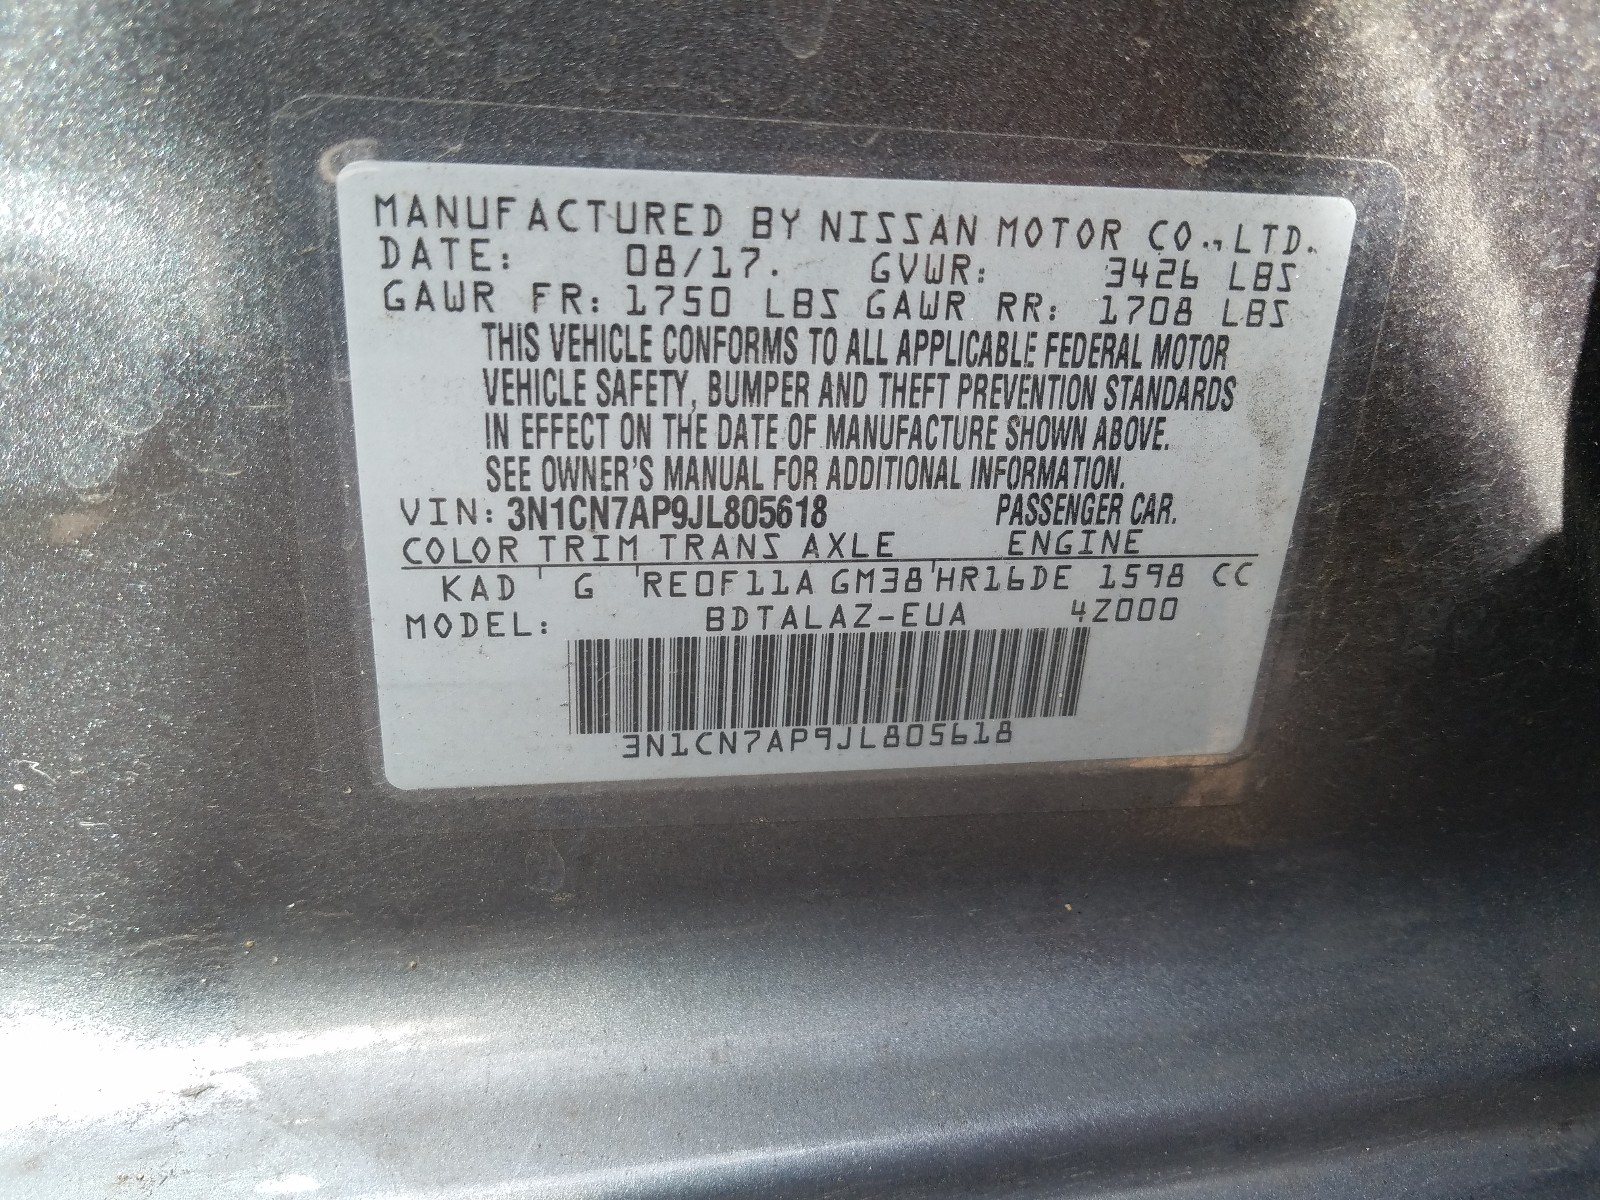 MANUFACTURED BY NISSAN MOTOR CO.,LTD.
DATE: 08/17. GVWR: 3426 LBS
GAWR FR: 1750 LBS GAWR RR: 1708 LBS
THIS VEHICLE CONFORMS TO ALL APPLICABLE FEDERAL MOTOR
VEHICLE SAFETY, BUMPER AND THEFT PREVENTION STANDARDS
IN EFFECT ON THE DATE OF MANUFACTURE SHOWN ABOVE.
SEE OWNER'S MANUAL FOR ADDITIONAL INFORMATION.
VIN: 3N1CN7AP9JL805618 PASSENGER CAR.
COLOR TRIM TRANS AXLE ENGINE
KAD G RE0F11A GM38 HR16DE 1598 CC
MODEL: BDTALAZ-EUA 4Z000
3N1CN7AP9JL805618